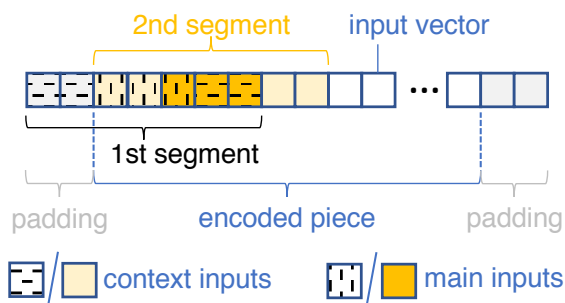 2nd segment
input vector
...
1st segment
padding
encoded piece
padding
/ context inputs
/ main inputs